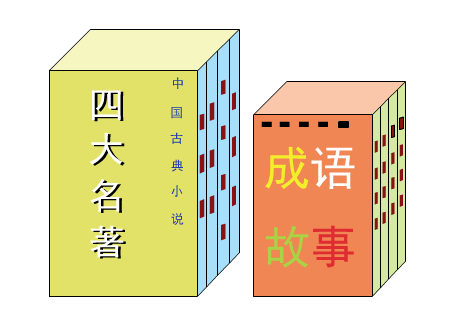 四大名著
中国古典小说
成语
故事